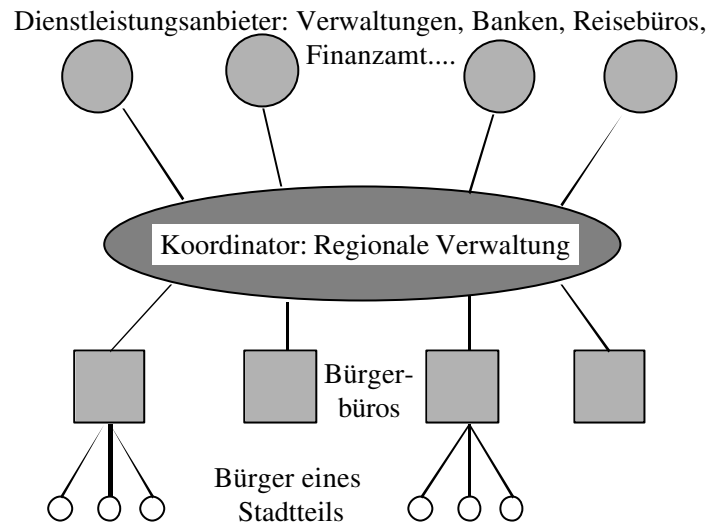 Dienstleistungsanbieter: Verwaltungen, Banken, Reisebüros,
Finanzamt....
Koordinator: Regionale Verwaltung
Bürger-
büros
Bürger eines
Stadtteils